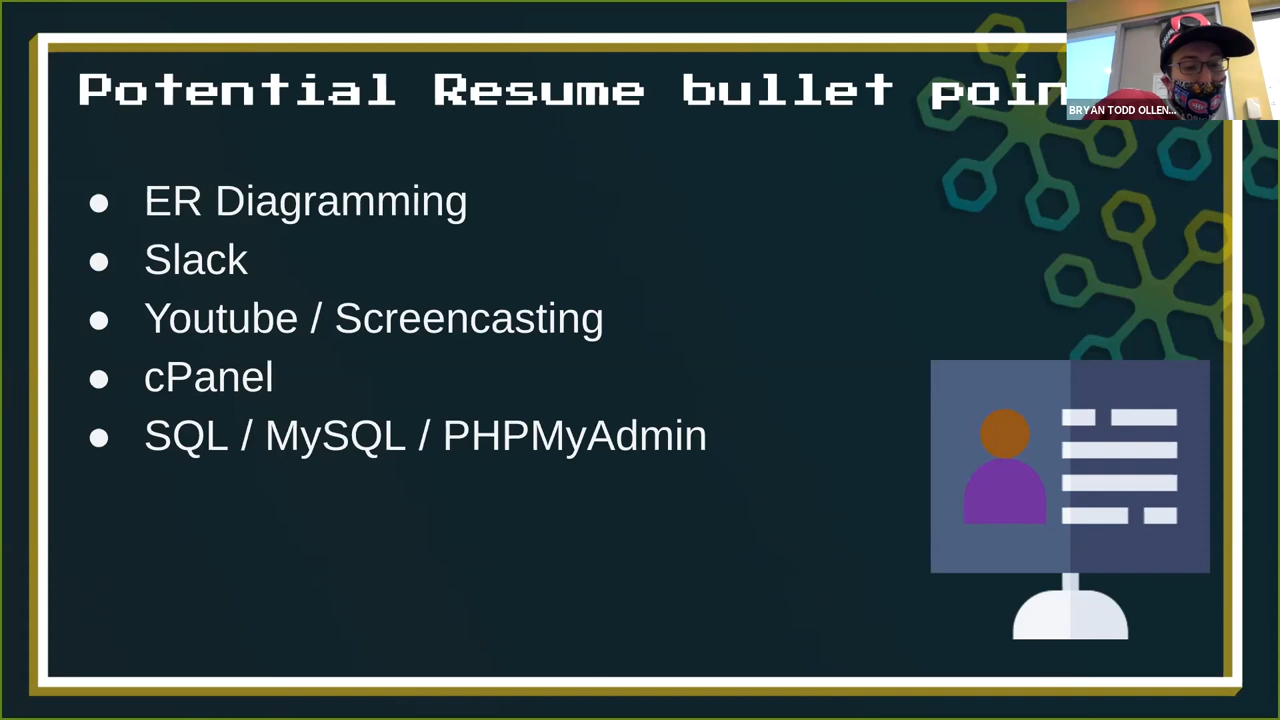 Potential Resume bullet poin
BRYAN TODD OLLEN...
● ER Diagramming
● Slack
● Youtube / Screencasting
● cPanel
● SQL / MySQL / PHPMyAdmin